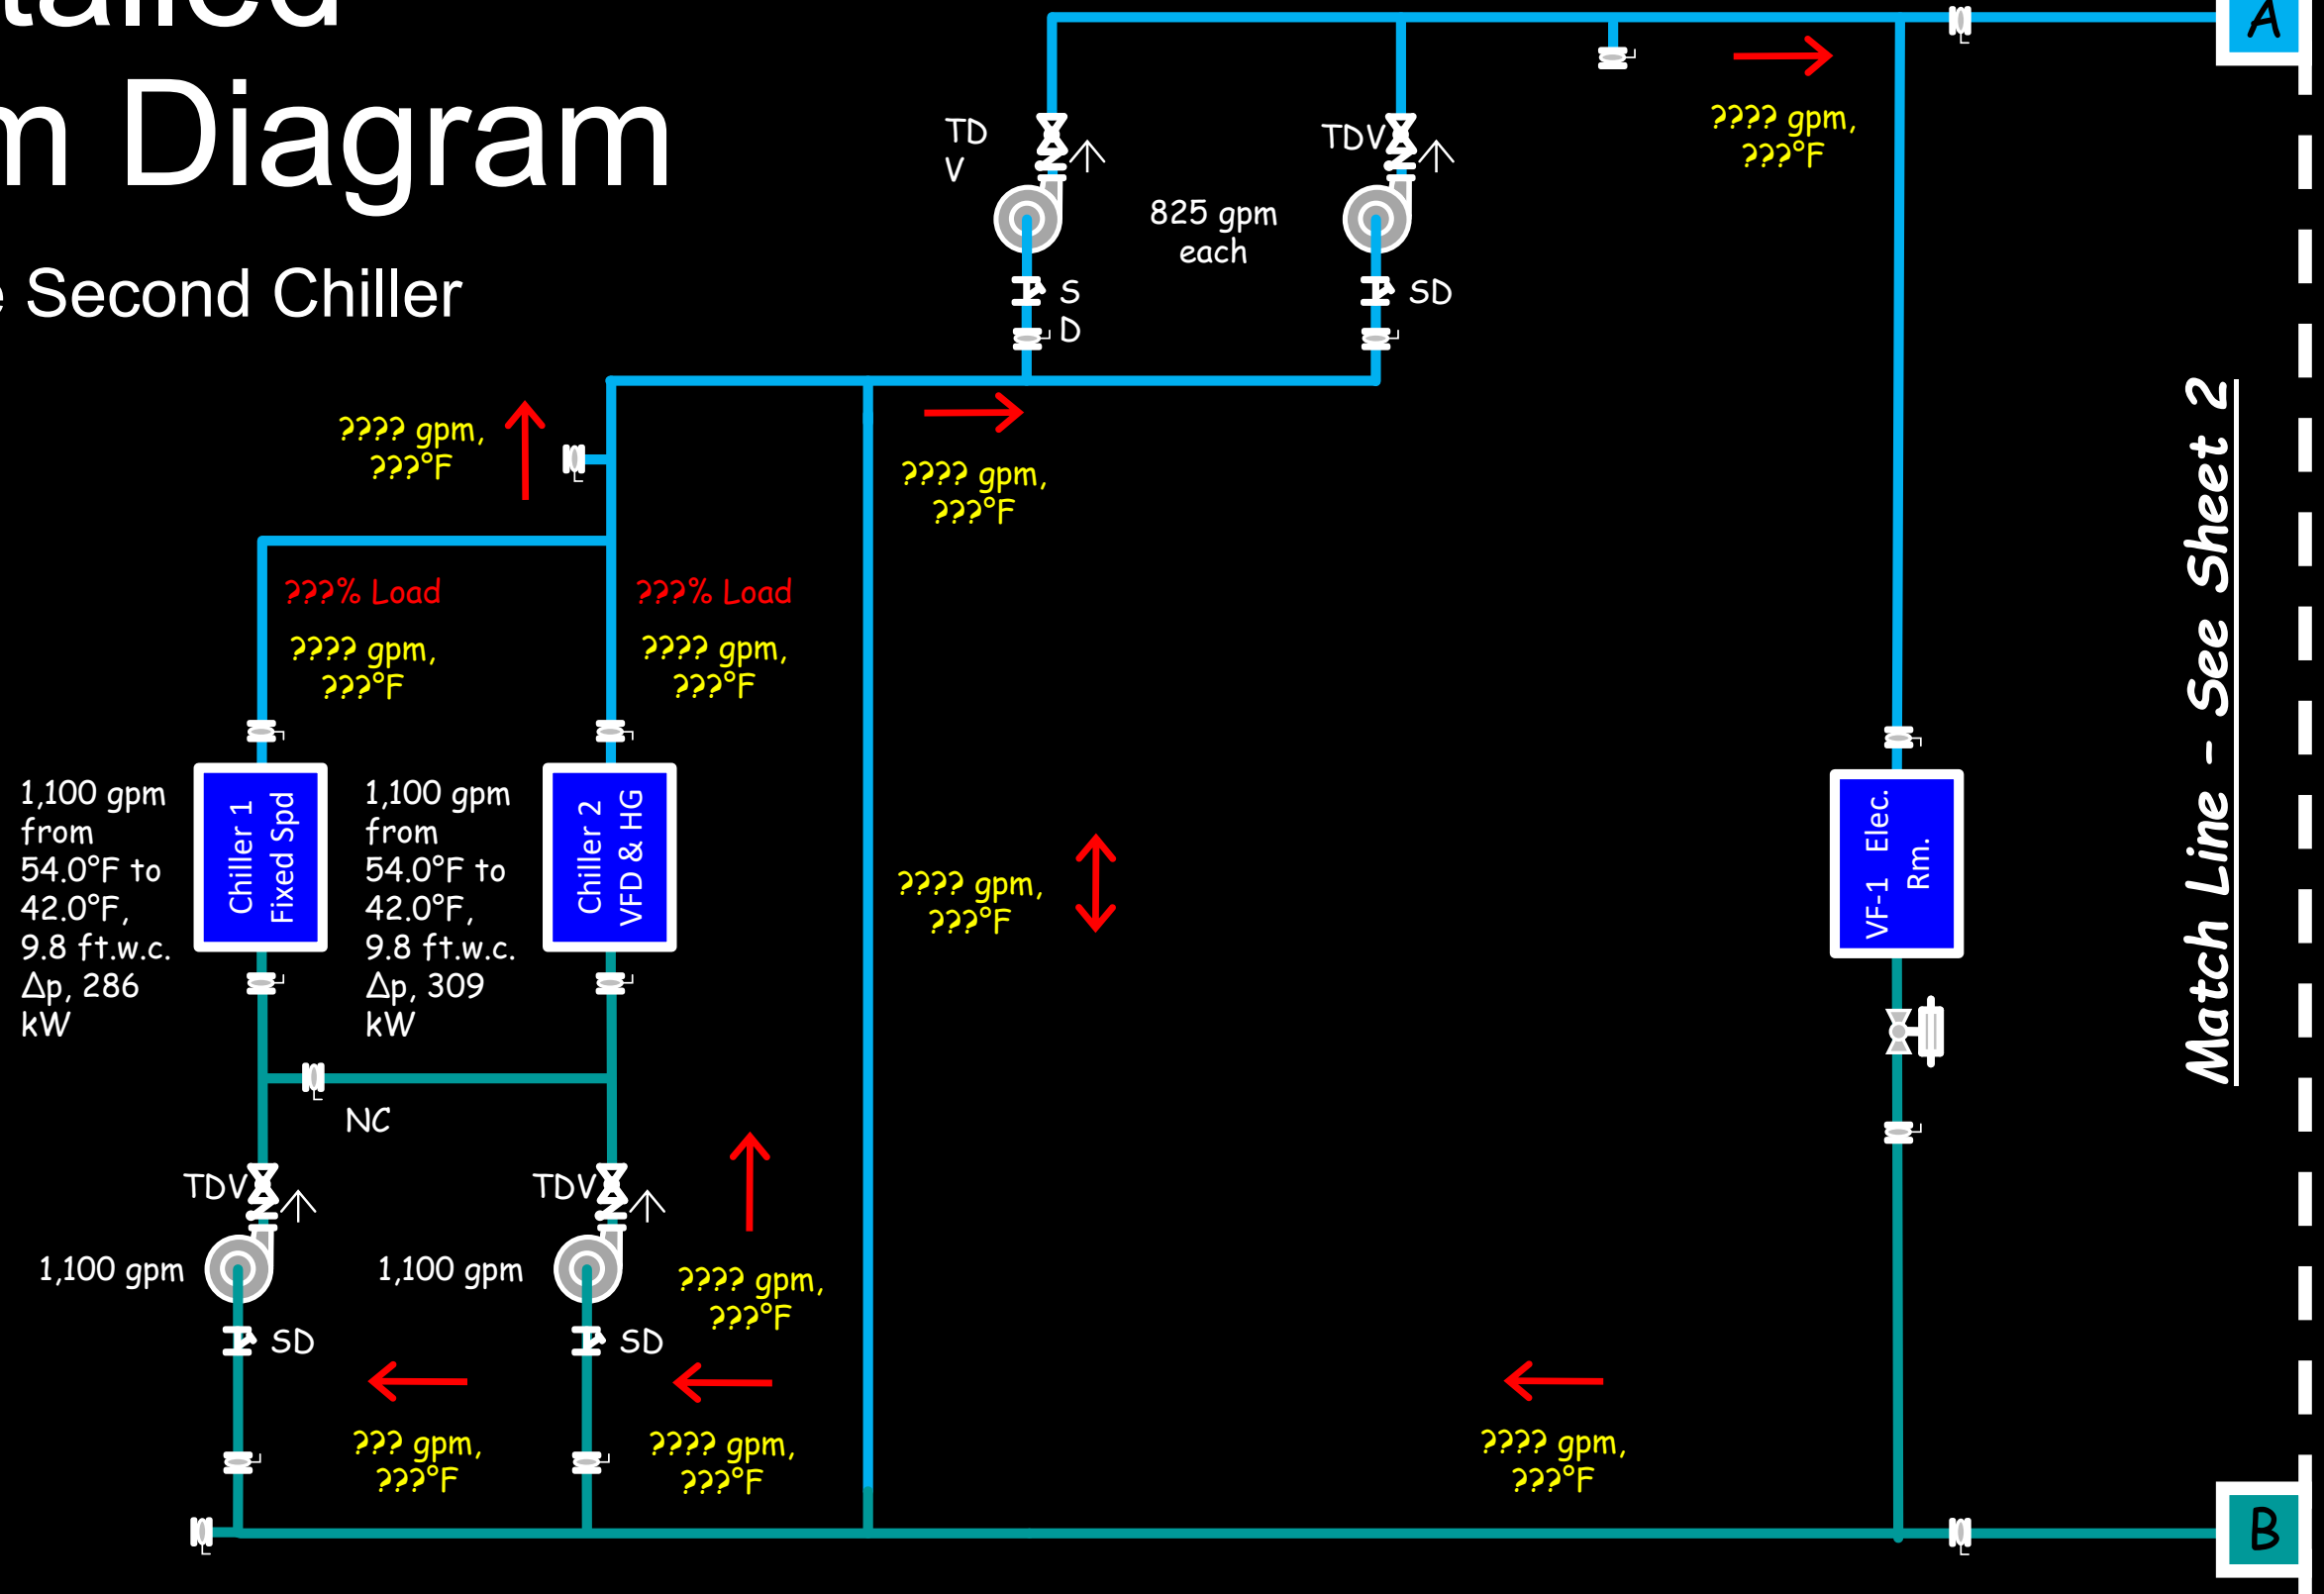 m Diagram
Second Chiller
A
TD
V
TDV
???? gpm,
???°F
825 gpm
each
S
D
SD
???? gpm,
???°F
???? gpm,
???°F
???% Load
???% Load
???? gpm,
???°F
???? gpm,
???°F
1,100 gpm
from
54.0°F to
42.0°F,
9.8 ft.w.c.
Δp, 286
kW
Chiller 1
Fixed Spd
1,100 gpm
from
54.0°F to
42.0°F,
9.8 ft.w.c.
Δp, 309
kW
Chiller 2
VFD & HG
???? gpm,
???°F
VF-1 Elec.
Rm.
Match Line - See Sheet 2
NC
TDV
TDV
1,100 gpm
1,100 gpm
???? gpm,
???°F
SD
SD
??? gpm,
???°F
???? gpm,
???°F
???? gpm,
???°F
B